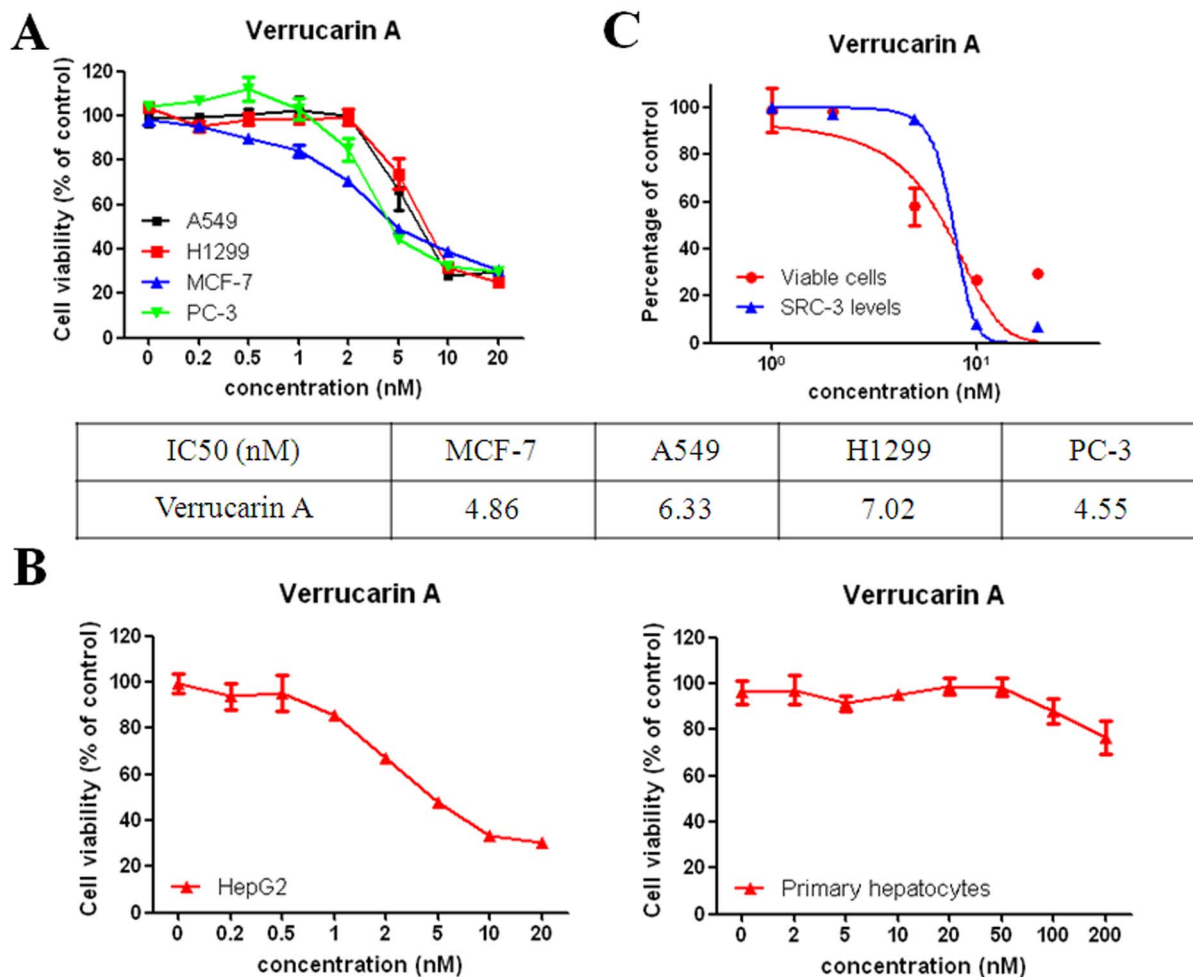 A
Verrucarin A
Cell viability (% of control)
120
100
80
60
40
20
0
A549
H1299
MCF-7
PC-3
0 0.2 0.5 1 2 5 10 20
concentration (nM)
C
Verrucarin A
Percentage of control
100
80
60
40
20
0
Viable cells
SRC-3 levels
10⁰ 10¹
concentration (nM)
IC50 (nM) MCF-7 A549 H1299 PC-3
Verrucarin A 4.86 6.33 7.02 4.55
B
Verrucarin A
Cell viability (% of control)
120
100
80
60
40
20
0
HepG2
0 0.2 0.5 1 2 5 10 20
concentration (nM)
Verrucarin A
Cell viability (% of control)
120
100
80
60
40
20
0
Primary hepatocytes
0 2 5 10 20 50 100 200
concentration (nM)